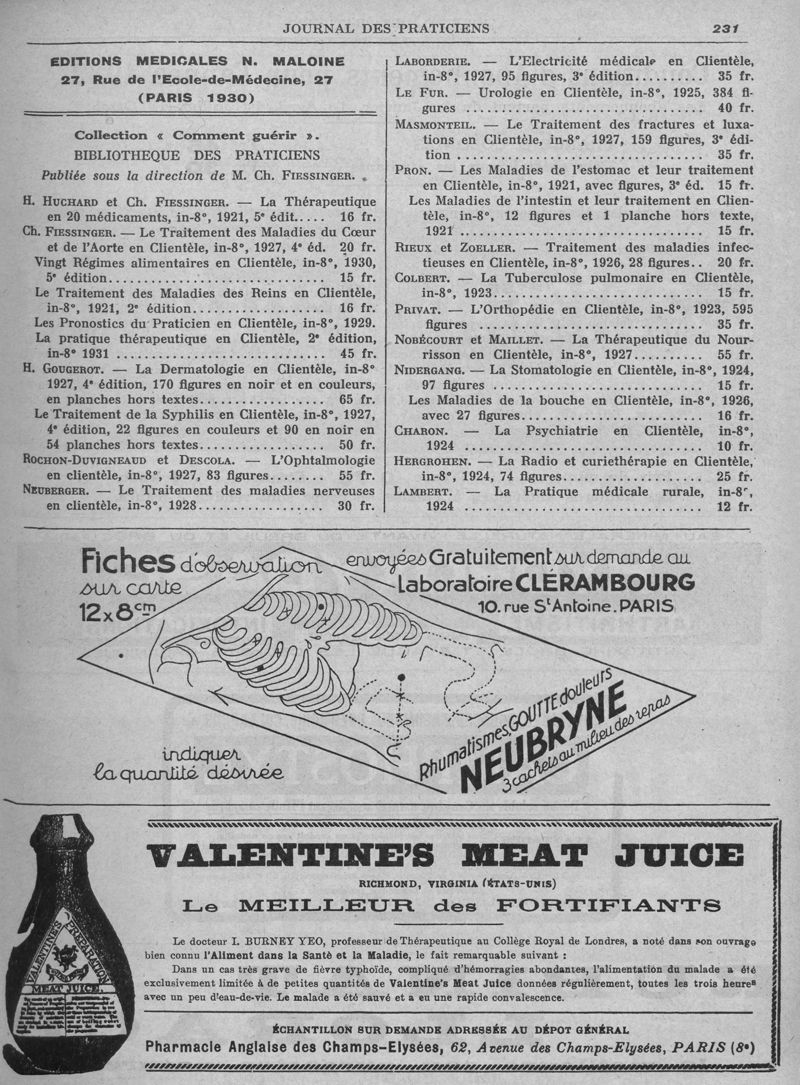 JOURNAL DES PRATICIENS 231
EDITIONS MEDICALES N. MALOINE
27, Rue de l'Ecole-de-Médecine, 27
(PARIS 1930)
Collection « Comment guérir ».
BIBLIOTHEQUE DES PRATICIENS
Publiée sous la direction de M. Ch. FIESSINGER.
H. HUCHARD et Ch. FIESSINGER. — La Thérapeutique
en 20 médicaments, in-8°, 1921, 5e édit..... 16 fr.
Ch. FIESSINGER. — Le Traitement des Maladies du Cœur
et de l'Aorte en Clientèle, in-8°, 1927, 4e éd. 20 fr.
Vingt Régimes alimentaires en Clientèle, in-8°, 1930,
5e édition.............................. 15 fr.
Le Traitement des Maladies des Reins en Clientèle,
in-8°, 1921, 2e édition.................. 16 fr.
Les Pronostics du Praticien en Clientèle, in-8°, 1929.
La pratique thérapeutique en Clientèle, 2e édition,
in-8° 1931 .............................. 45 fr.
H. GOUGEROT. — La Dermatologie en Clientèle, in-8°
1927, 4e édition, 170 figures en noir et en couleurs,
en planches hors textes.................. 65 fr.
Le Traitement de la Syphilis en Clientèle, in-8°, 1927,
4e édition, 22 figures en couleurs et 90 en noir en
54 planches hors textes.................. 50 fr.
ROCHON-DUVIGNEAUD et DESCOLA. — L'Ophtalmologie
en clientèle, in-8°, 1927, 83 figures........ 55 fr.
NEUBERGER. — Le Traitement des maladies nerveuses
en clientèle, in-8°, 1928.................. 30 fr.
LABORDERIE. — L'Electricité médicale en Clientèle,
in-8°, 1927, 95 figures, 3e édition.......... 35 fr.
LE FUR. — Urologie en Clientèle, in-8°, 1925, 384 fi-
gures .................................. 40 fr.
MASMONTEIL. — Le Traitement des fractures et luxa-
tions en Clientèle, in-8°, 1927, 159 figures, 3e édi-
tion .................................... 35 fr.
PRON. — Les Maladies de l'estomac et leur traitement
en Clientèle, in-8°, 1921, avec figures, 3e éd. 15 fr.
Les Maladies de l'intestin et leur traitement en Clien-
tèle, in-8°, 12 figures et 1 planche hors texte,
1921 .................................... 15 fr.
RIEUX et ZOELLER. — Traitement des maladies infec-
tieuses en Clientèle, in-8°, 1926, 28 figures.. 20 fr.
COLBERT. — La Tuberculose pulmonaire en Clientèle,
in-8°, 1923.............................. 15 fr.
PRIVAT. — L'Orthopédie en Clientèle, in-8°, 1923, 595
figures .................................. 35 fr.
NOBÉCOURT et MAILLET. — La Thérapeutique du Nour-
risson en Clientèle, in-8°, 1927.......... 55 fr.
NIDERGANG. — La Stomatologie en Clientèle, in-8°, 1924,
97 figures .............................. 15 fr.
Les Maladies de la bouche en Clientèle, in-8°, 1926,
avec 27 figures.......................... 16 fr.
CHARON. — La Psychiatrie en Clientèle, in-8°,
1924 .................................... 10 fr.
HERGROHEN. — La Radio et curiethérapie en Clientèle,
in-8°, 1924, 74 figures.................... 25 fr.
LAMBERT. — La Pratique médicale rurale, in-8°,
1924 .................................... 12 fr.
Fiches d'observation envoyées Gratuitement sur demande au
sur carte Laboratoire CLÉRAMBOURG
12x8cm 10. rue St Antoine. PARIS
Rhumatismes, GOUTTE douleurs
NEUBRYNE
3 cachets au milieu des repas
indiquer
la quantité désirée
VALENTINE'S
PREPARATION
MEAT JUICE.
VALENTINE'S MEAT JUICE
RICHMOND, VIRGINIA (ÉTATS-UNIS)
Le MEILLEUR des FORTIFIANTS
Le docteur I. BURNEY YEO, professeur de Thérapeutique au Collège Royal de Londres, a noté dans son ouvrage
bien connu l'Aliment dans la Santé et la Maladie, le fait remarquable suivant :
Dans un cas très grave de fièvre typhoïde, compliqué d'hémorragies abondantes, l'alimentation du malade a été
exclusivement limitée à de petites quantités de Valentine's Meat Juice données régulièrement, toutes les trois heures
avec un peu d'eau-de-vie. Le malade a été sauvé et a eu une rapide convalescence.
ÉCHANTILLON SUR DEMANDE ADRESSÉE AU DÉPOT GÉNÉRAL
Pharmacie Anglaise des Champs-Elysées, 62, Avenue des Champs-Elysées, PARIS (8e)